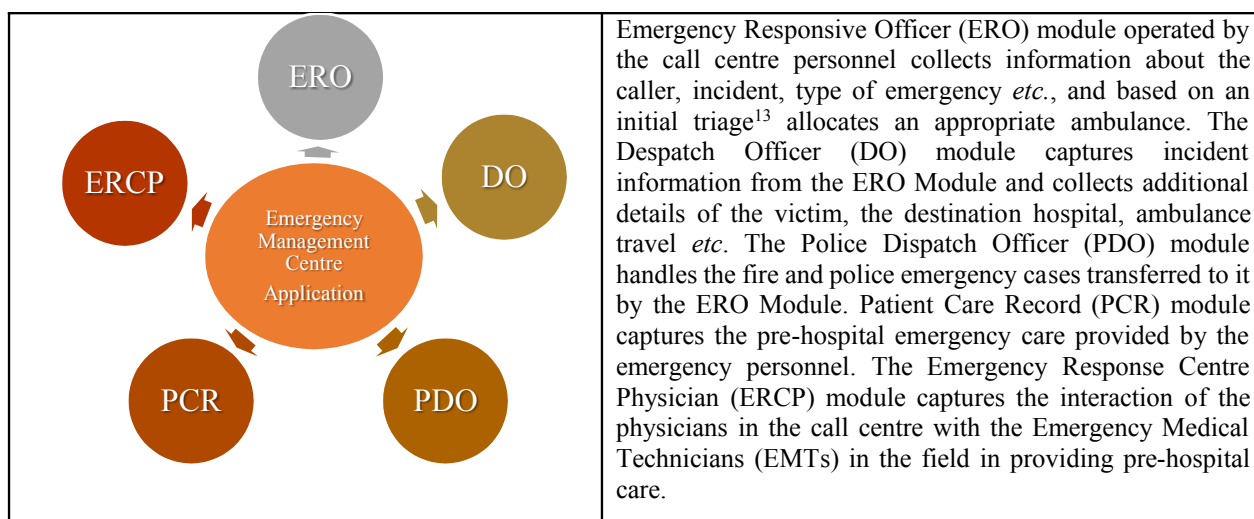 ERO
DO
ERCP
Emergency
Management
Centre
Application
PCR
PDO
Emergency Responsive Officer (ERO) module operated by
the call centre personnel collects information about the
caller, incident, type of emergency etc., and based on an
initial triage¹³ allocates an appropriate ambulance. The
Despatch Officer (DO) module captures incident
information from the ERO Module and collects additional
details of the victim, the destination hospital, ambulance
travel etc. The Police Dispatch Officer (PDO) module
handles the fire and police emergency cases transferred to it
by the ERO Module. Patient Care Record (PCR) module
captures the pre-hospital emergency care provided by the
emergency personnel. The Emergency Response Centre
Physician (ERCP) module captures the interaction of the
physicians in the call centre with the Emergency Medical
Technicians (EMTs) in the field in providing pre-hospital
care.